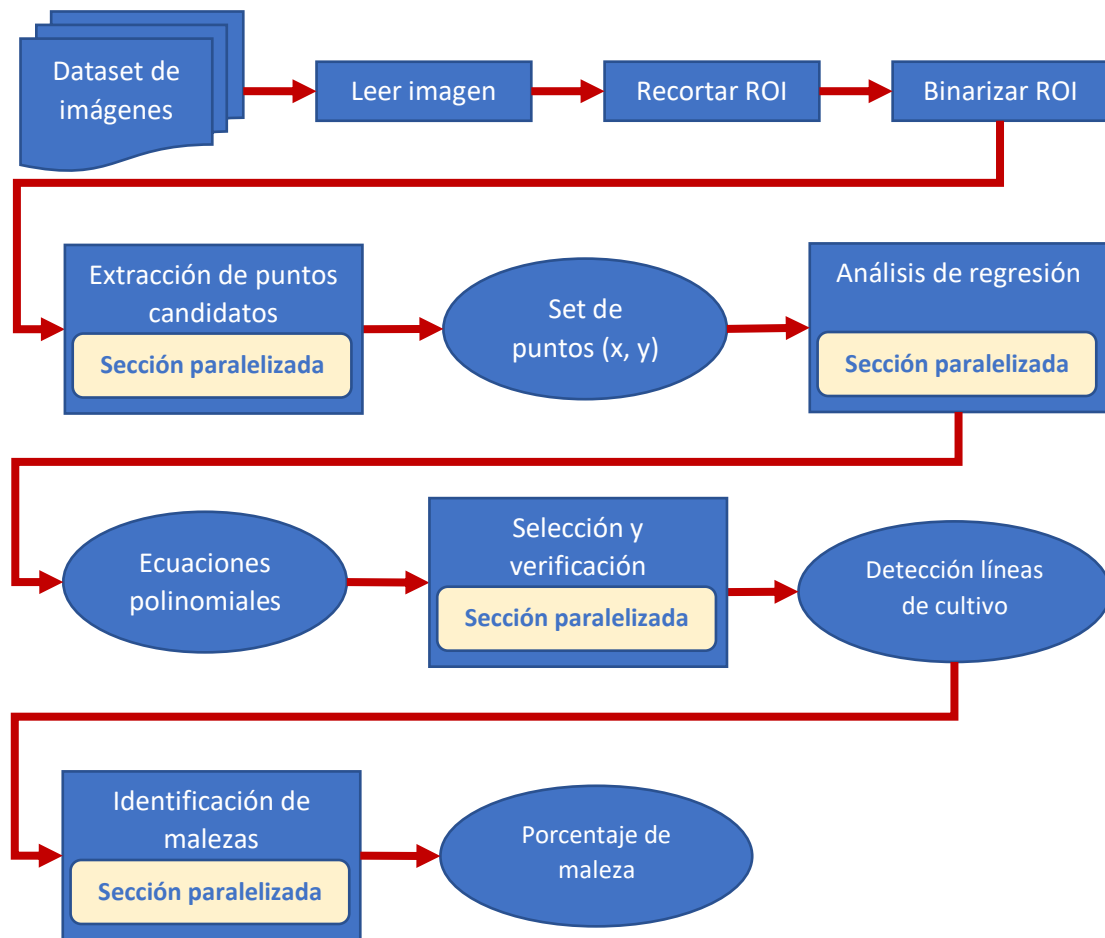 Dataset de
imágenes
Leer imagen
Recortar ROI
Binarizar ROI
Extracción de puntos
candidatos
Sección paralelizada
Set de
puntos (x, y)
Análisis de regresión
Sección paralelizada
Ecuaciones
polinomiales
Selección y
verificación
Sección paralelizada
Detección líneas
de cultivo
Identificación de
malezas
Sección paralelizada
Porcentaje de
maleza